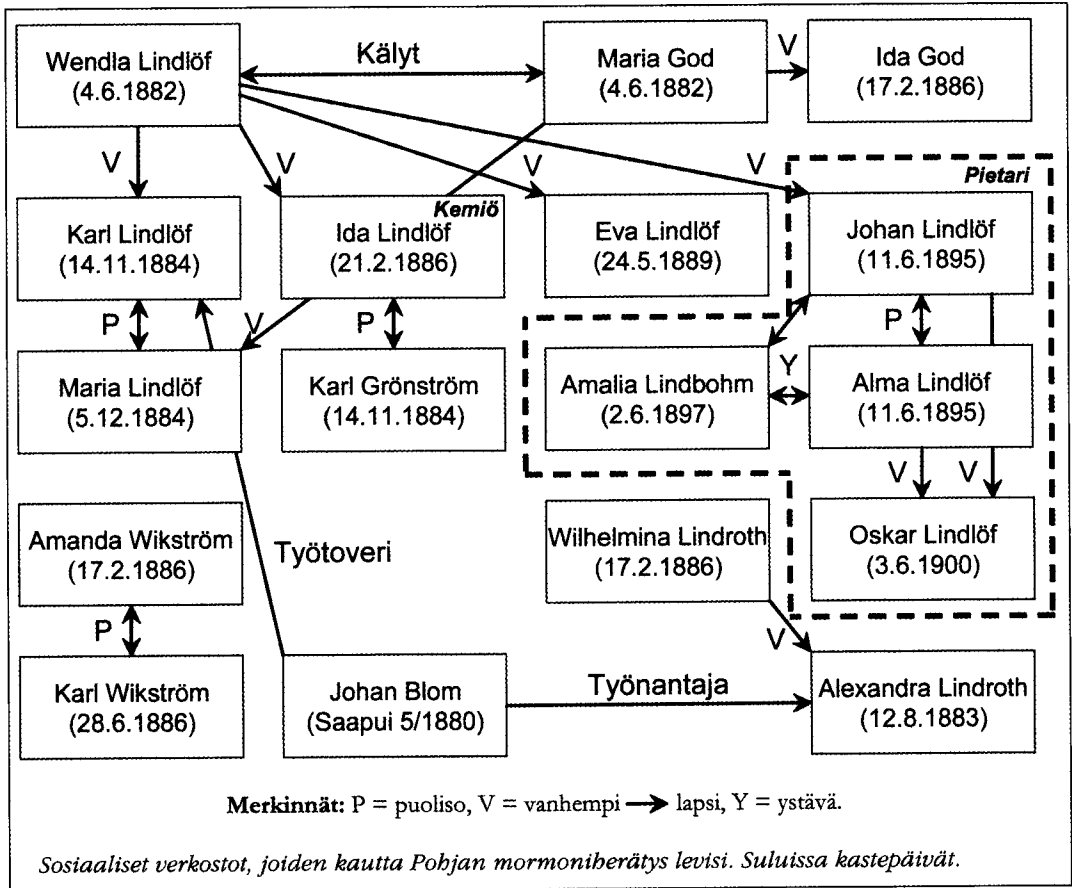 Wendla Lindlöf
(4.6.1882)
Kälyt
Maria God
(4.6.1882)
V
Ida God
(17.2.1886)
V
V
V
V
Pietari
Karl Lindlöf
(14.11.1884)
Kemiö
Ida Lindlöf
(21.2.1886)
Eva Lindlöf
(24.5.1889)
Johan Lindlöf
(11.6.1895)
P
V
P
P
Maria Lindlöf
(5.12.1884)
Karl Grönström
(14.11.1884)
Amalia Lindbohm
(2.6.1897)
Y
Alma Lindlöf
(11.6.1895)
V
V
Amanda Wikström
(17.2.1886)
Työtoveri
Wilhelmina Lindroth
(17.2.1886)
Oskar Lindlöf
(3.6.1900)
P
V
Karl Wikström
(28.6.1886)
Johan Blom
(Saapui 5/1880)
Työnantaja
Alexandra Lindroth
(12.8.1883)
Merkinnät: P = puoliso, V = vanhempi → lapsi, Y = ystävä.
Sosiaaliset verkostot, joiden kautta Pohjan mormoniherätys levisi. Suluissa kastepäivät.